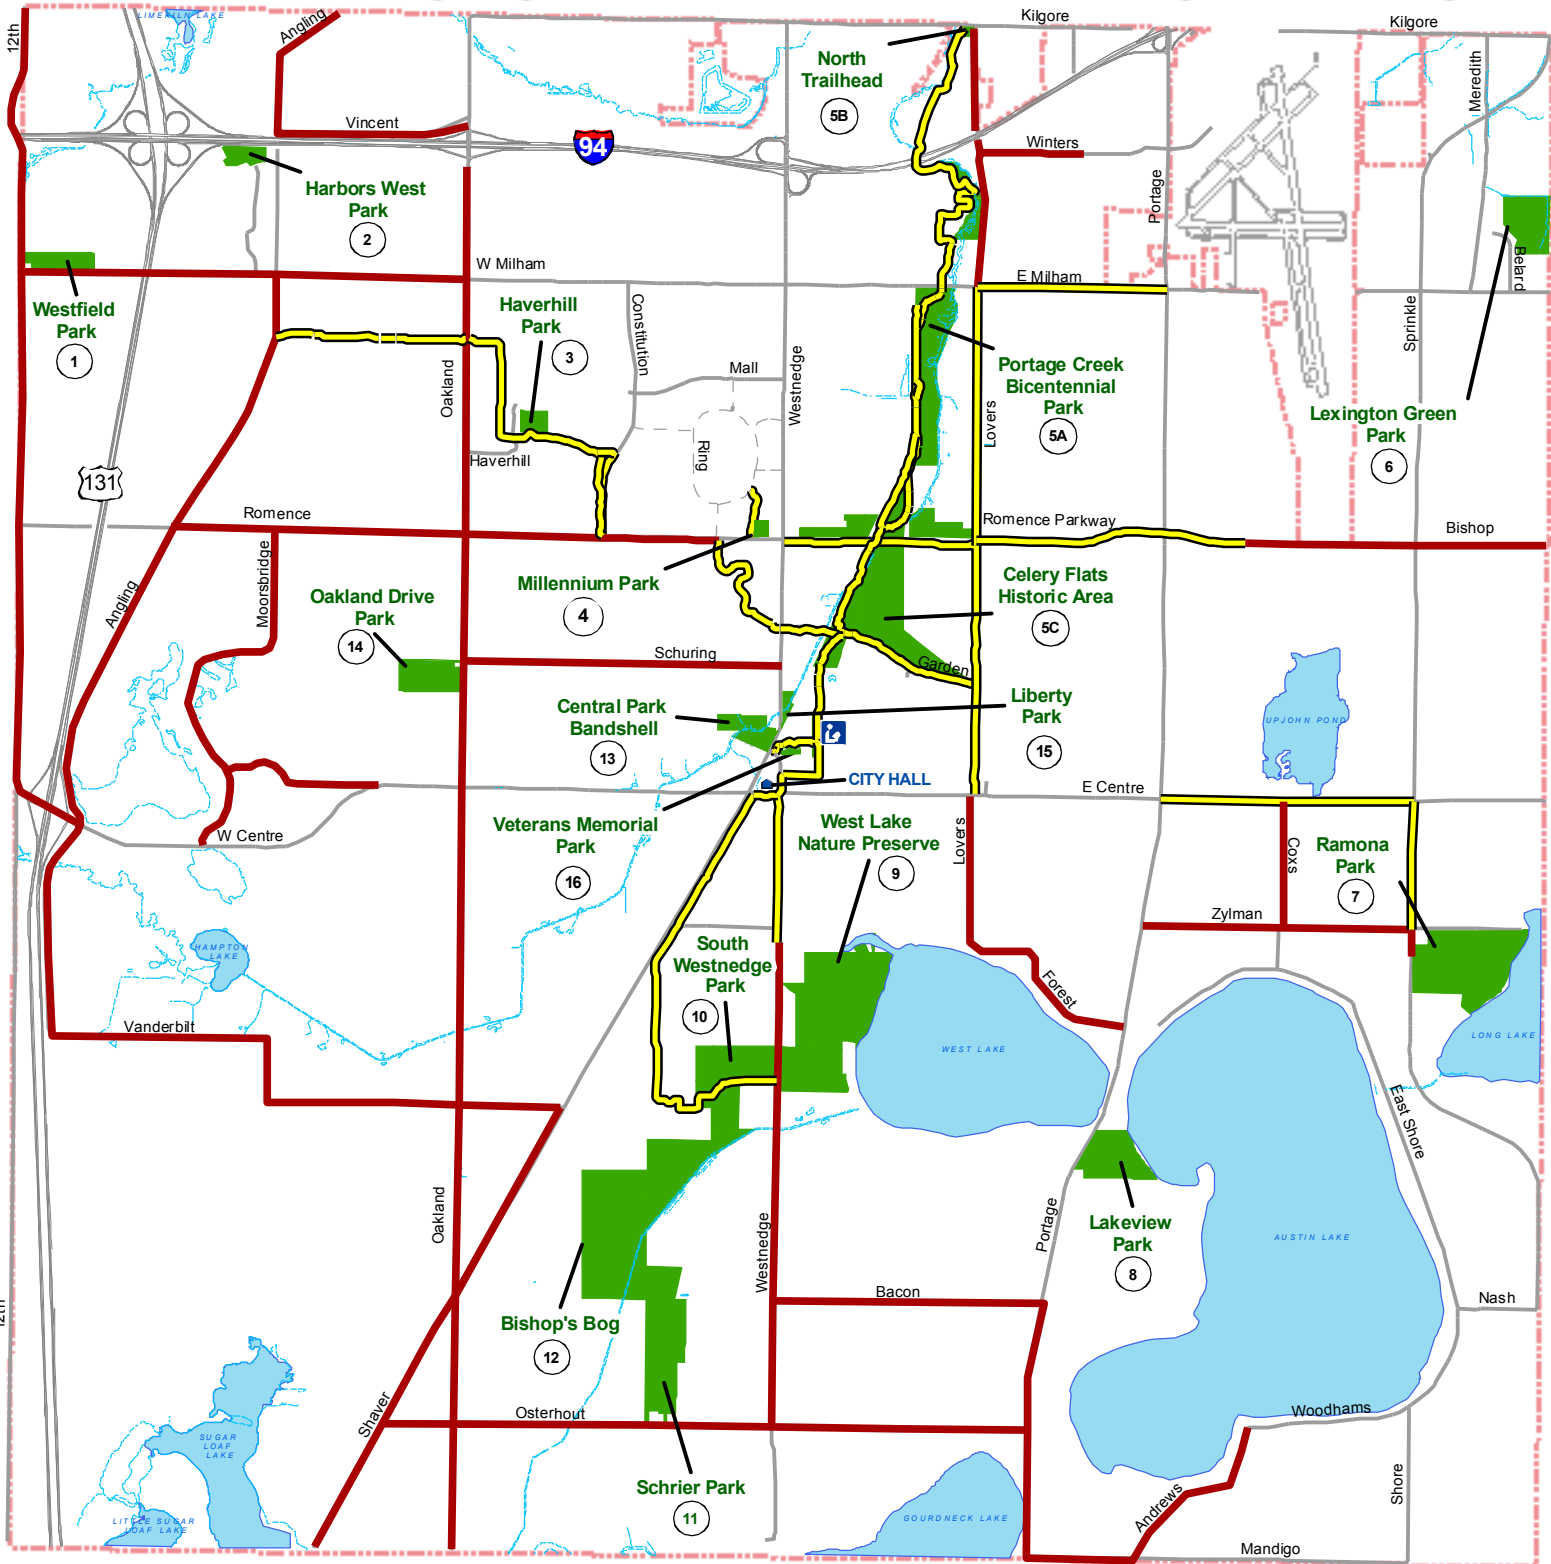 LIMEKILN LAKE
12th
Angling
Kilgore
Kilgore
North
Trailhead
5B
Meredith
Vincent
94
Winters
Harbors West
Park
2
Portage
W Milham
E Milham
Belard
Westfield
Park
1
Haverhill
Park
3
Constitution
Sprinkle
Oakland
Mall
Westnedge
Portage Creek
Bicentennial
Park
5A
Lovers
Lexington Green
Park
6
Haverhill
Ring
131
Romence
Romence Parkway
Bishop
Moorsbridge
Angling
Millennium Park
4
Celery Flats
Historic Area
5C
Oakland Drive
Park
14
Schuring
Garden
Central Park
Bandshell
13
Liberty
Park
15
UPJOHN POND
CITY HALL
E Centre
W Centre
Veterans Memorial
Park
16
West Lake
Nature Preserve
9
Lovers
Coxs
Ramona
Park
7
Zylman
HAMPTON
LAKE
South
Westnedge
Park
10
Forest
Vanderbilt
WEST LAKE
LONG LAKE
East Shore
Oakland
Westnedge
Portage
Lakeview
Park
8
AUSTIN LAKE
12th
Bacon
Nash
Bishop's Bog
12
Shaver
Osterhout
Woodhams
SUGAR
LOAF
LAKE
Schrier Park
11
Andrews
Shore
LITTLE SUGAR
LOAF LAKE
GOURDNECK LAKE
Mandigo